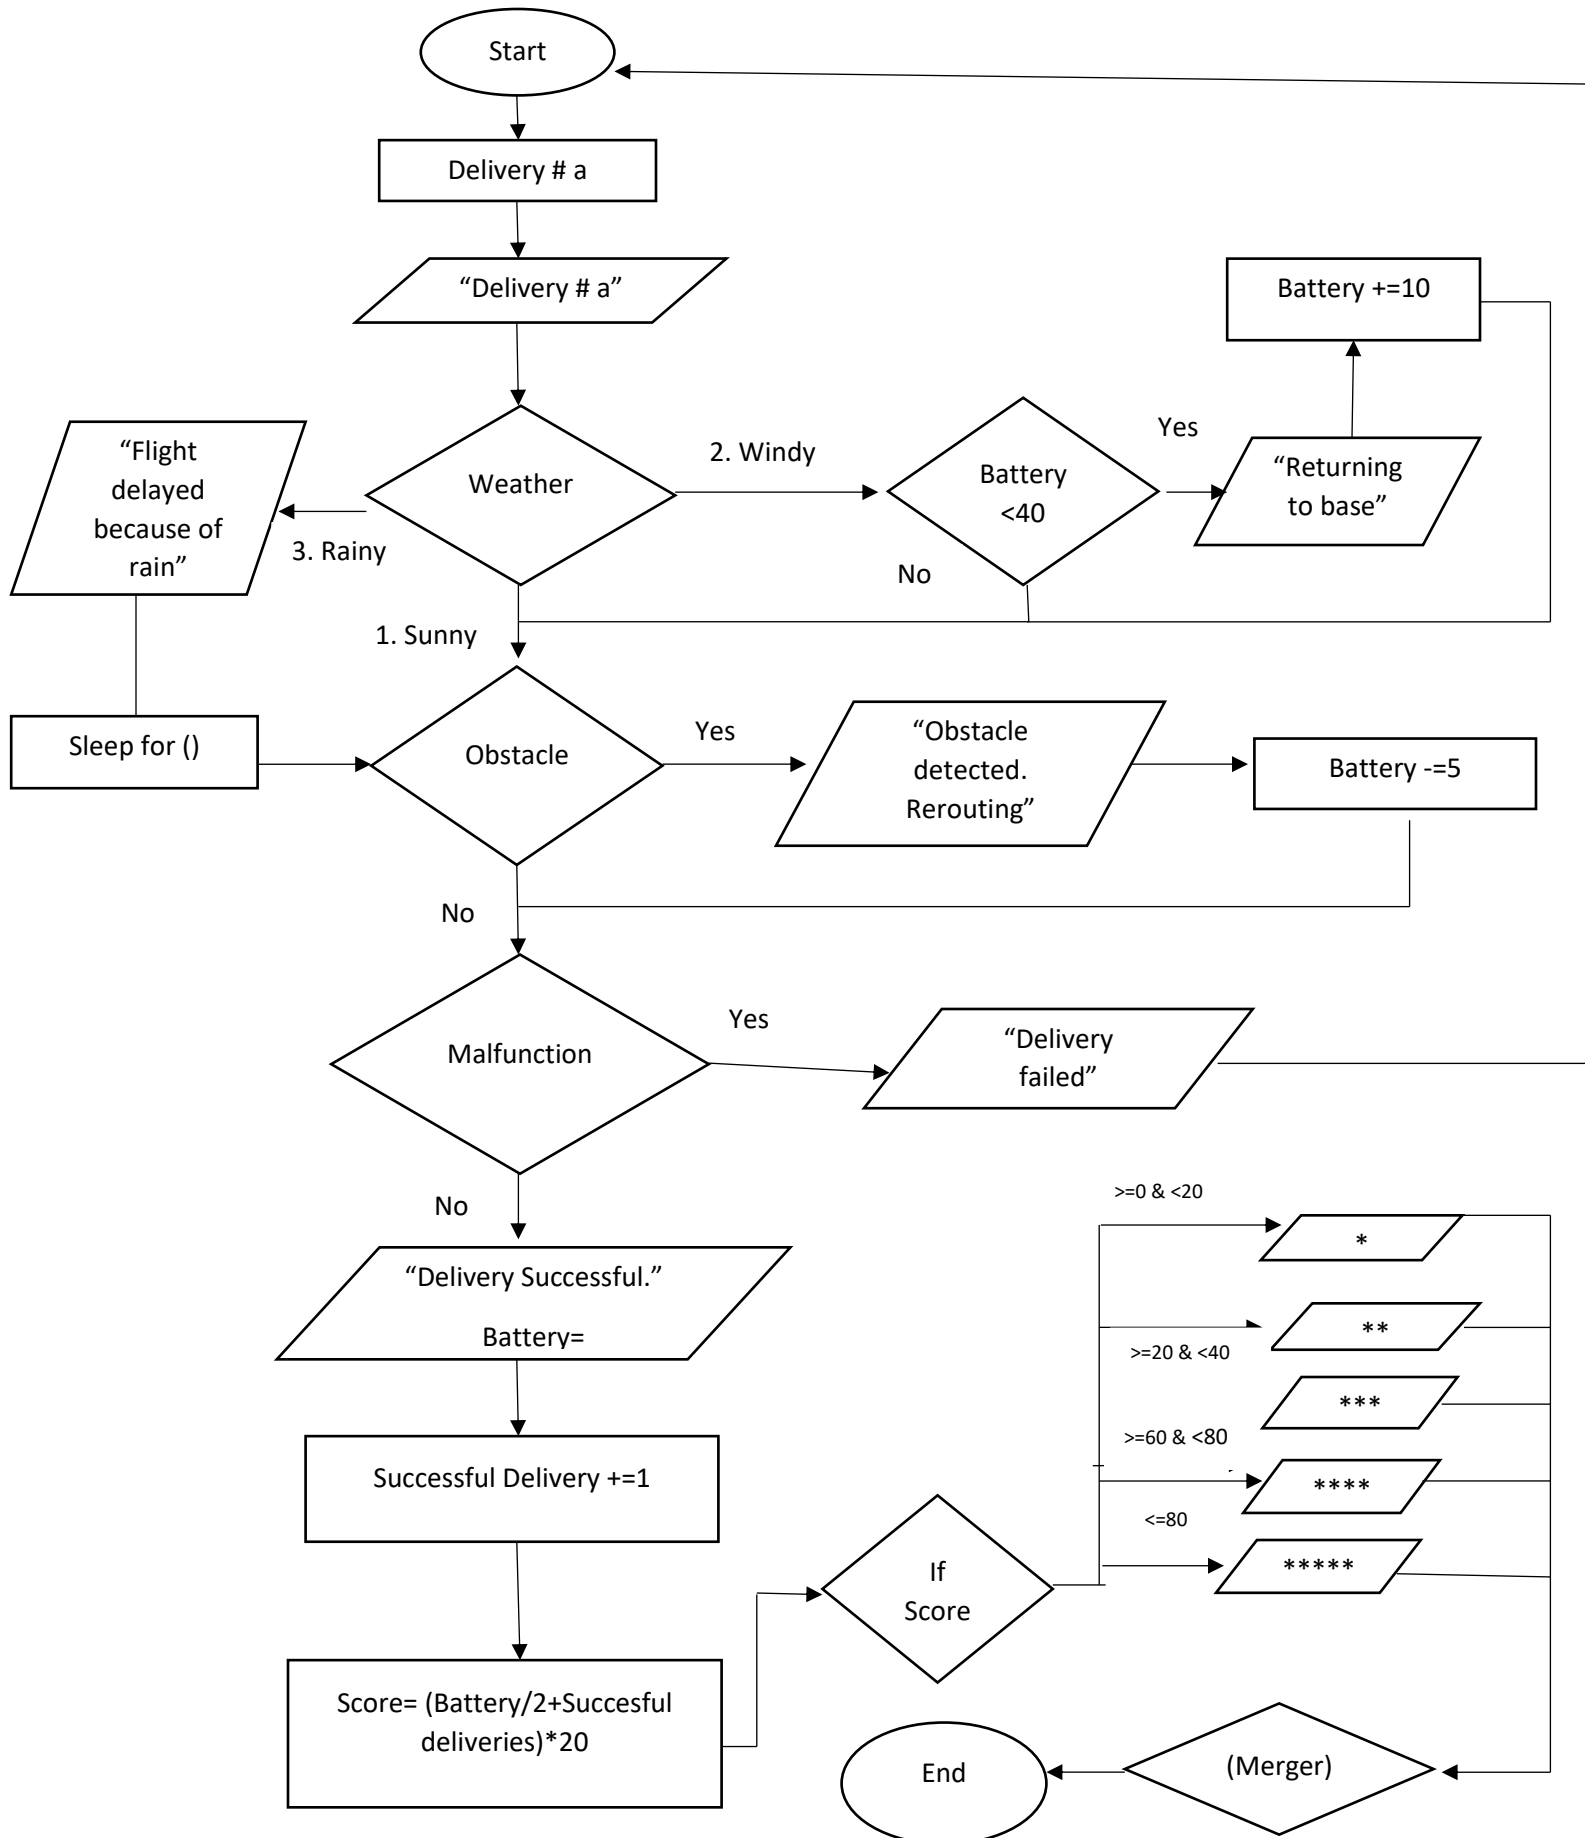 Start
Delivery # a
“Delivery # a”
Battery +=10
“Flight
delayed
because of
rain”
Weather
2. Windy
Battery
<40
Yes
“Returning
to base”
3. Rainy
No
1. Sunny
Sleep for ()
Obstacle
Yes
“Obstacle
detected.
Rerouting”
Battery -=5
No
Malfunction
Yes
“Delivery
failed”
No
“Delivery Successful.”
Battery=
Successful Delivery +=1
Score= (Battery/2+Succesful
deliveries)*20
If
Score
>=0 & <20
*
**
>=20 & <40
***
>=60 & <80
****
<=80
*****
(Merger)
End